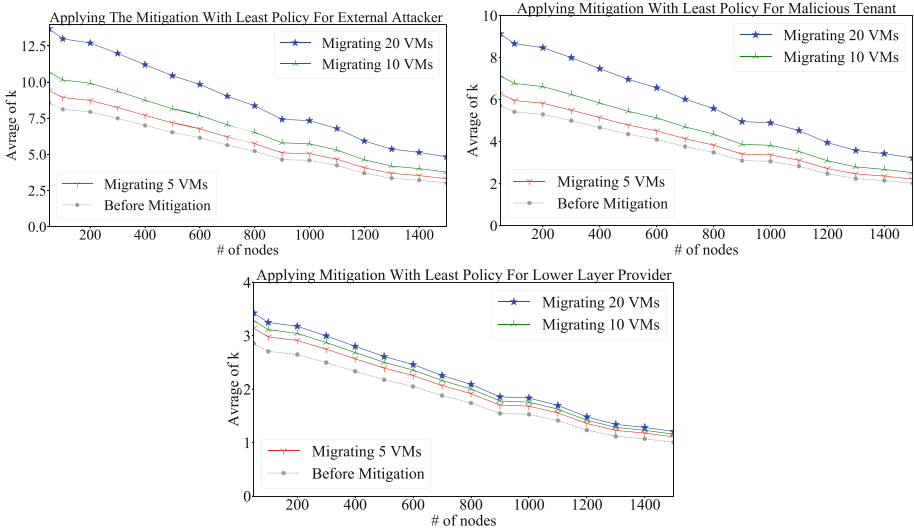 Applying The Mitigation With Least Policy For External Attacker
Avrage of k
12.5
10.0
7.5
5.0
2.5
0.0
Migrating 20 VMs
Migrating 10 VMs
Migrating 5 VMs
Before Mitigation
200 400 600 800 1000 1200 1400
# of nodes
Applying Mitigation With Least Policy For Malicious Tenant
Avrage of k
10
8
6
4
2
0
Migrating 20 VMs
Migrating 10 VMs
Migrating 5 VMs
Before Mitigation
200 400 600 800 1000 1200 1400
# of nodes
Applying Mitigation With Least Policy For Lower Layer Provider
Avrage of k
4
3
2
1
0
Migrating 20 VMs
Migrating 10 VMs
Migrating 5 VMs
Before Mitigation
200 400 600 800 1000 1200 1400
# of nodes